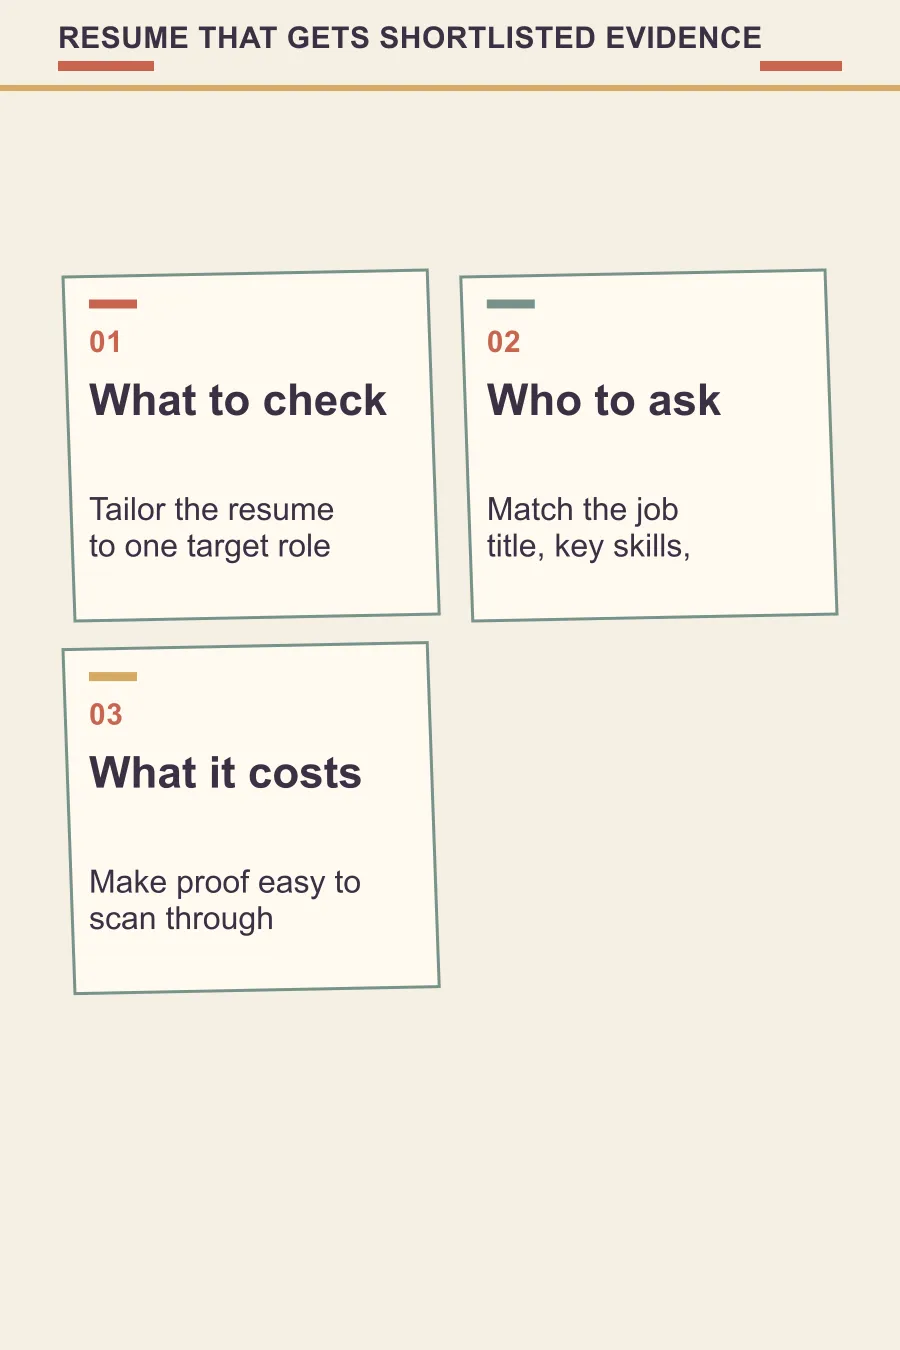 RESUME THAT GETS SHORTLISTED EVIDENCE
01
What to check
Tailor the resume
to one target role
02
Who to ask
Match the job
title, key skills,
03
What it costs
Make proof easy to
scan through